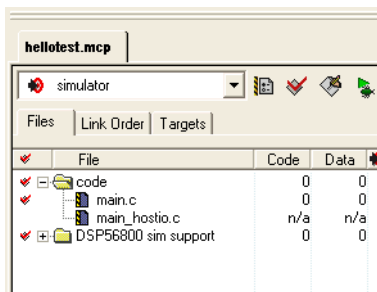 hellotest.mcp
simulator
Files Link Order Targets
File Code Data
code 0 0
main.c 0 0
main_hostio.c n/a n/a
DSP56800 sim support 0 0